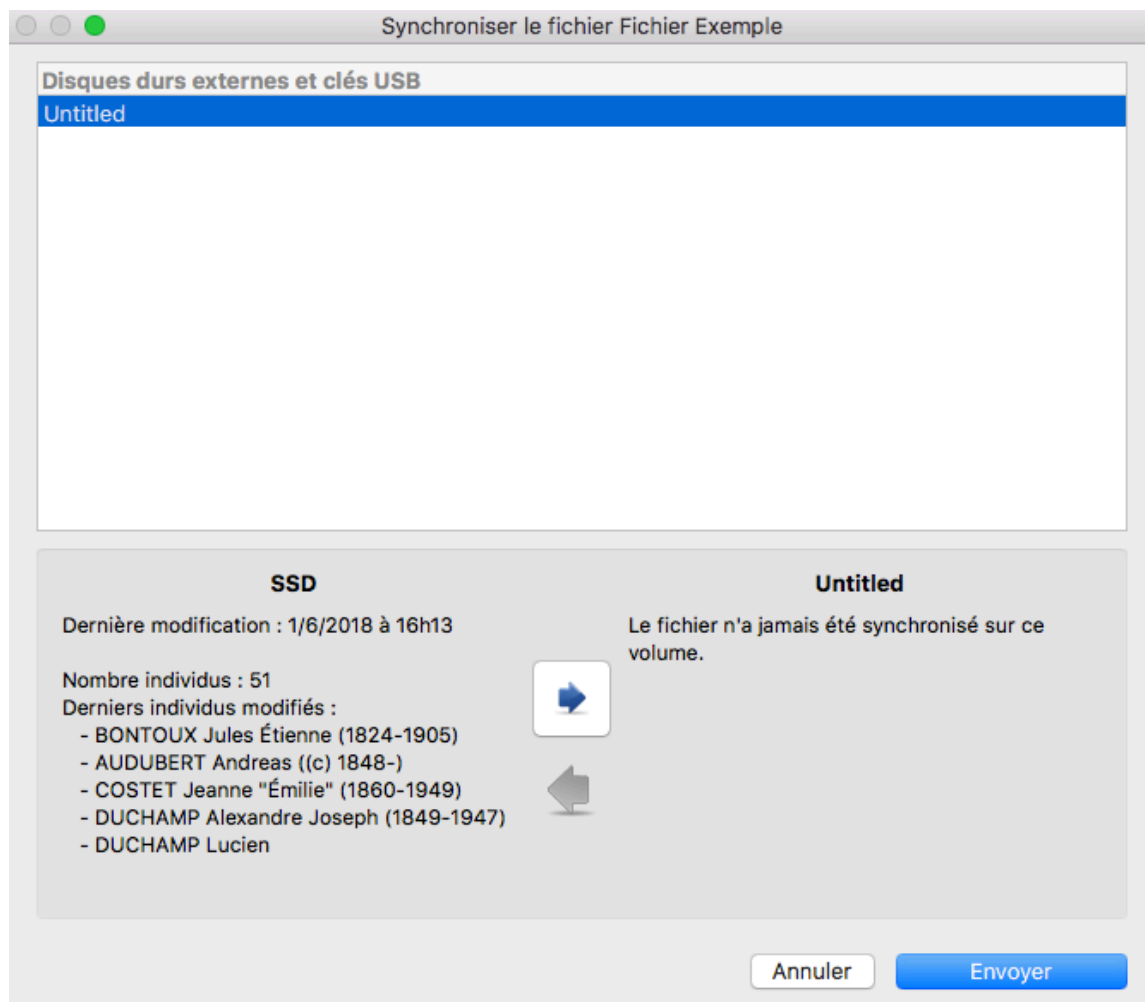 Synchroniser le fichier Fichier Exemple
Disques durs externes et clés USB
Untitled
SSD
Dernière modification : 1/6/2018 à 16h13
Nombre individus : 51
Derniers individus modifiés :
- BONTOUX Jules Étienne (1824-1905)
- AUDUBERT Andreas ((c) 1848-)
- COSTET Jeanne "Émilie" (1860-1949)
- DUCHAMP Alexandre Joseph (1849-1947)
- DUCHAMP Lucien
Untitled
Le fichier n'a jamais été synchronisé sur ce
volume.
Annuler
Envoyer